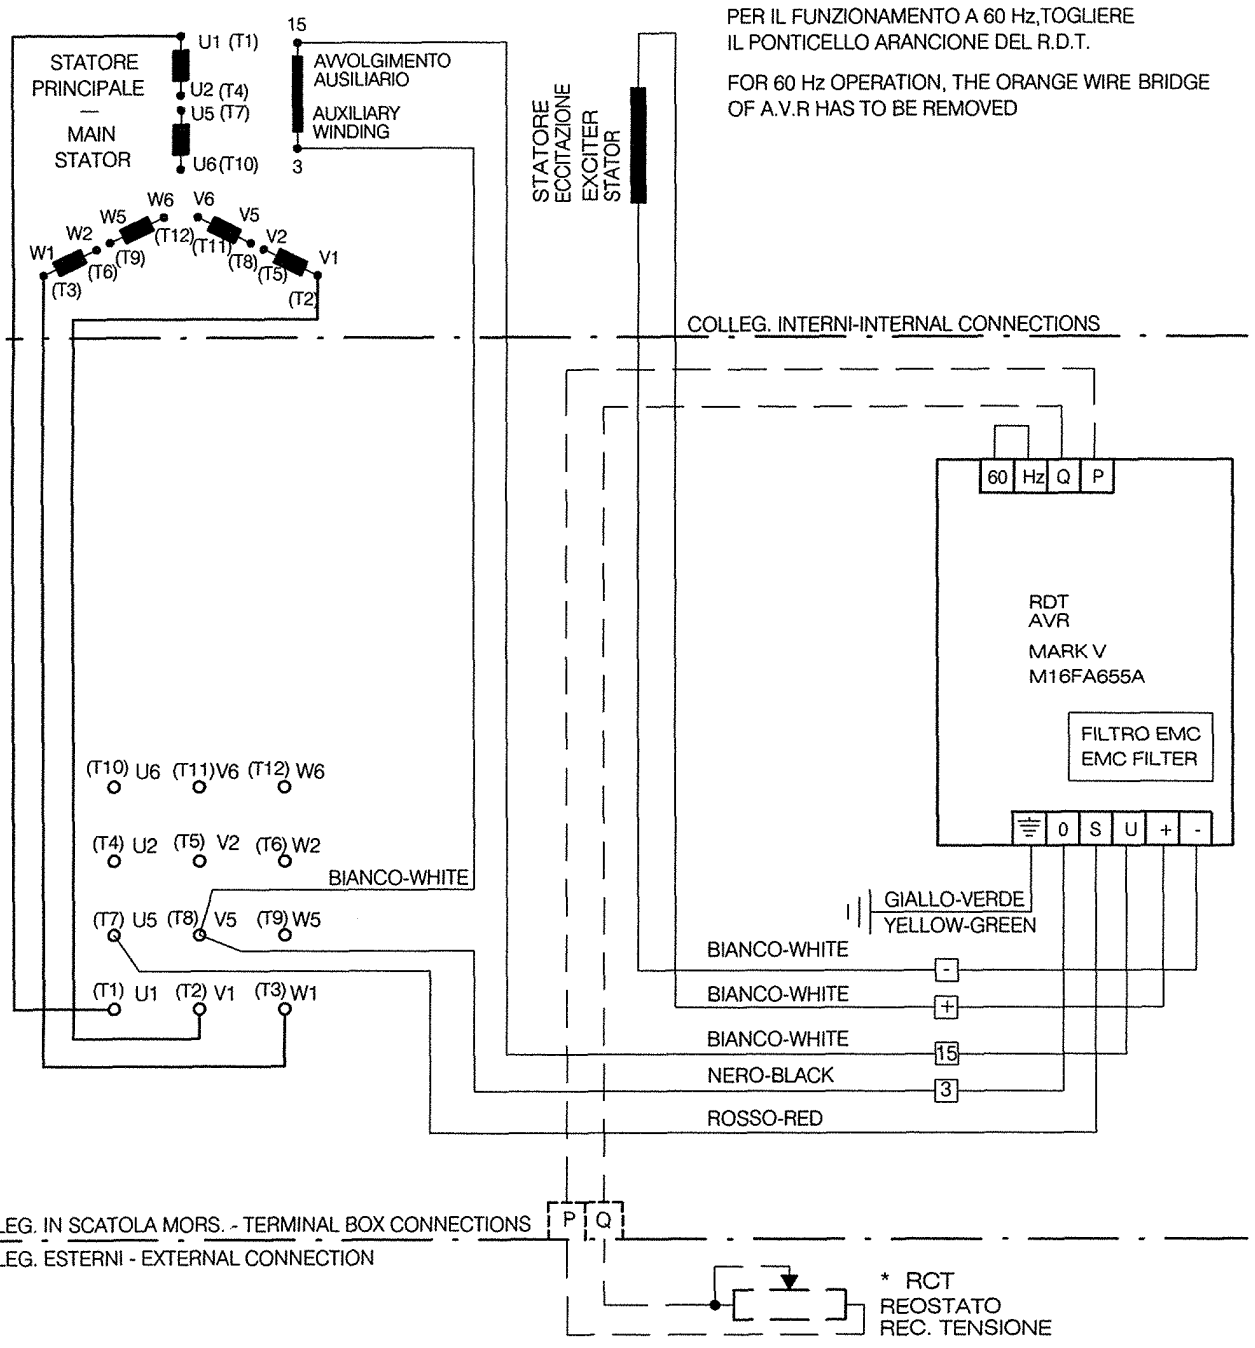 PER IL FUNZIONAMENTO A 60 Hz,TOGLIERE
IL PONTICELLO ARANCIONE DEL R.D.T.
FOR 60 Hz OPERATION, THE ORANGE WIRE BRIDGE
OF A.V.R HAS TO BE REMOVED
STATORE
PRINCIPALE
—
MAIN
STATOR
U1 (T1)
U2 (T4)
U5 (T7)
U6 (T10)
15
AVVOLGIMENTO
AUSILIARIO
AUXILIARY
WINDING
3
STATORE
ECCITAZIONE
EXCITER
STATOR
W6
V6
W5
(T12)
(T11)
V5
W2
(T9)
(T8)
V2
W1
(T6)
(T5)
V1
(T3)
(T2)
COLLEG. INTERNI-INTERNAL CONNECTIONS
60 Hz Q P
RDT
AVR
MARK V
M16FA655A
FILTRO EMC
EMC FILTER
0 S U + -
(T10) U6 (T11) V6 (T12) W6
(T4) U2 (T5) V2 (T6) W2
BIANCO-WHITE
(T7) U5 (T8) V5 (T9) W5
(T1) U1 (T2) V1 (T3) W1
GIALLO-VERDE
YELLOW-GREEN
BIANCO-WHITE -
BIANCO-WHITE +
BIANCO-WHITE 15
NERO-BLACK 3
ROSSO-RED
LEG. IN SCATOLA MORS. - TERMINAL BOX CONNECTIONS P Q
LEG. ESTERNI - EXTERNAL CONNECTION
* RCT
REOSTATO
REC. TENSIONE